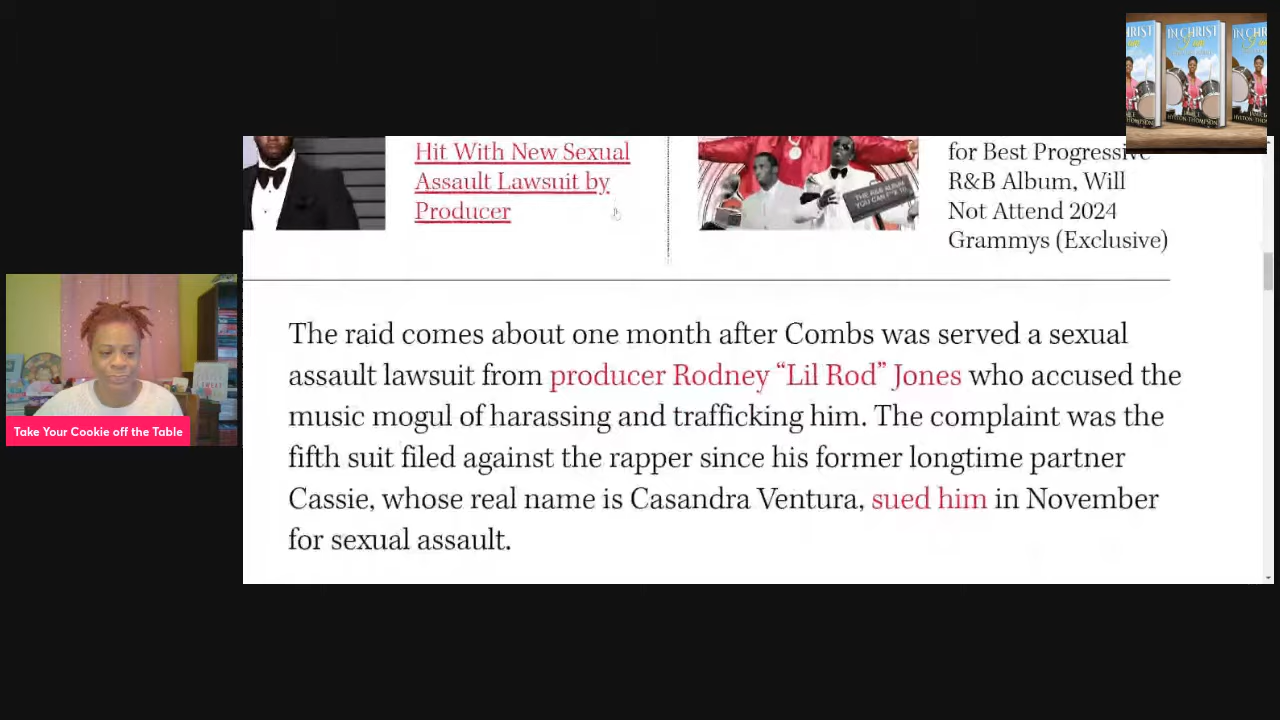 IN CHRIST
I am
Hit With New Sexual
Assault Lawsuit by
Producer
for Best Progressive
R&B Album, Will
Not Attend 2024
Grammys (Exclusive)
The raid comes about one month after Combs was served a sexual
assault lawsuit from producer Rodney “Lil Rod” Jones who accused the
music mogul of harassing and trafficking him. The complaint was the
fifth suit filed against the rapper since his former longtime partner
Cassie, whose real name is Casandra Ventura, sued him in November
for sexual assault.
Take Your Cookie off the Table